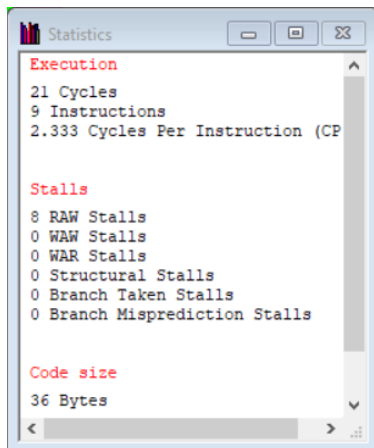 Statistics
Execution
21 Cycles
9 Instructions
2.333 Cycles Per Instruction (CP
Stalls
8 RAW Stalls
0 WAW Stalls
0 WAR Stalls
0 Structural Stalls
0 Branch Taken Stalls
0 Branch Misprediction Stalls
Code size
36 Bytes